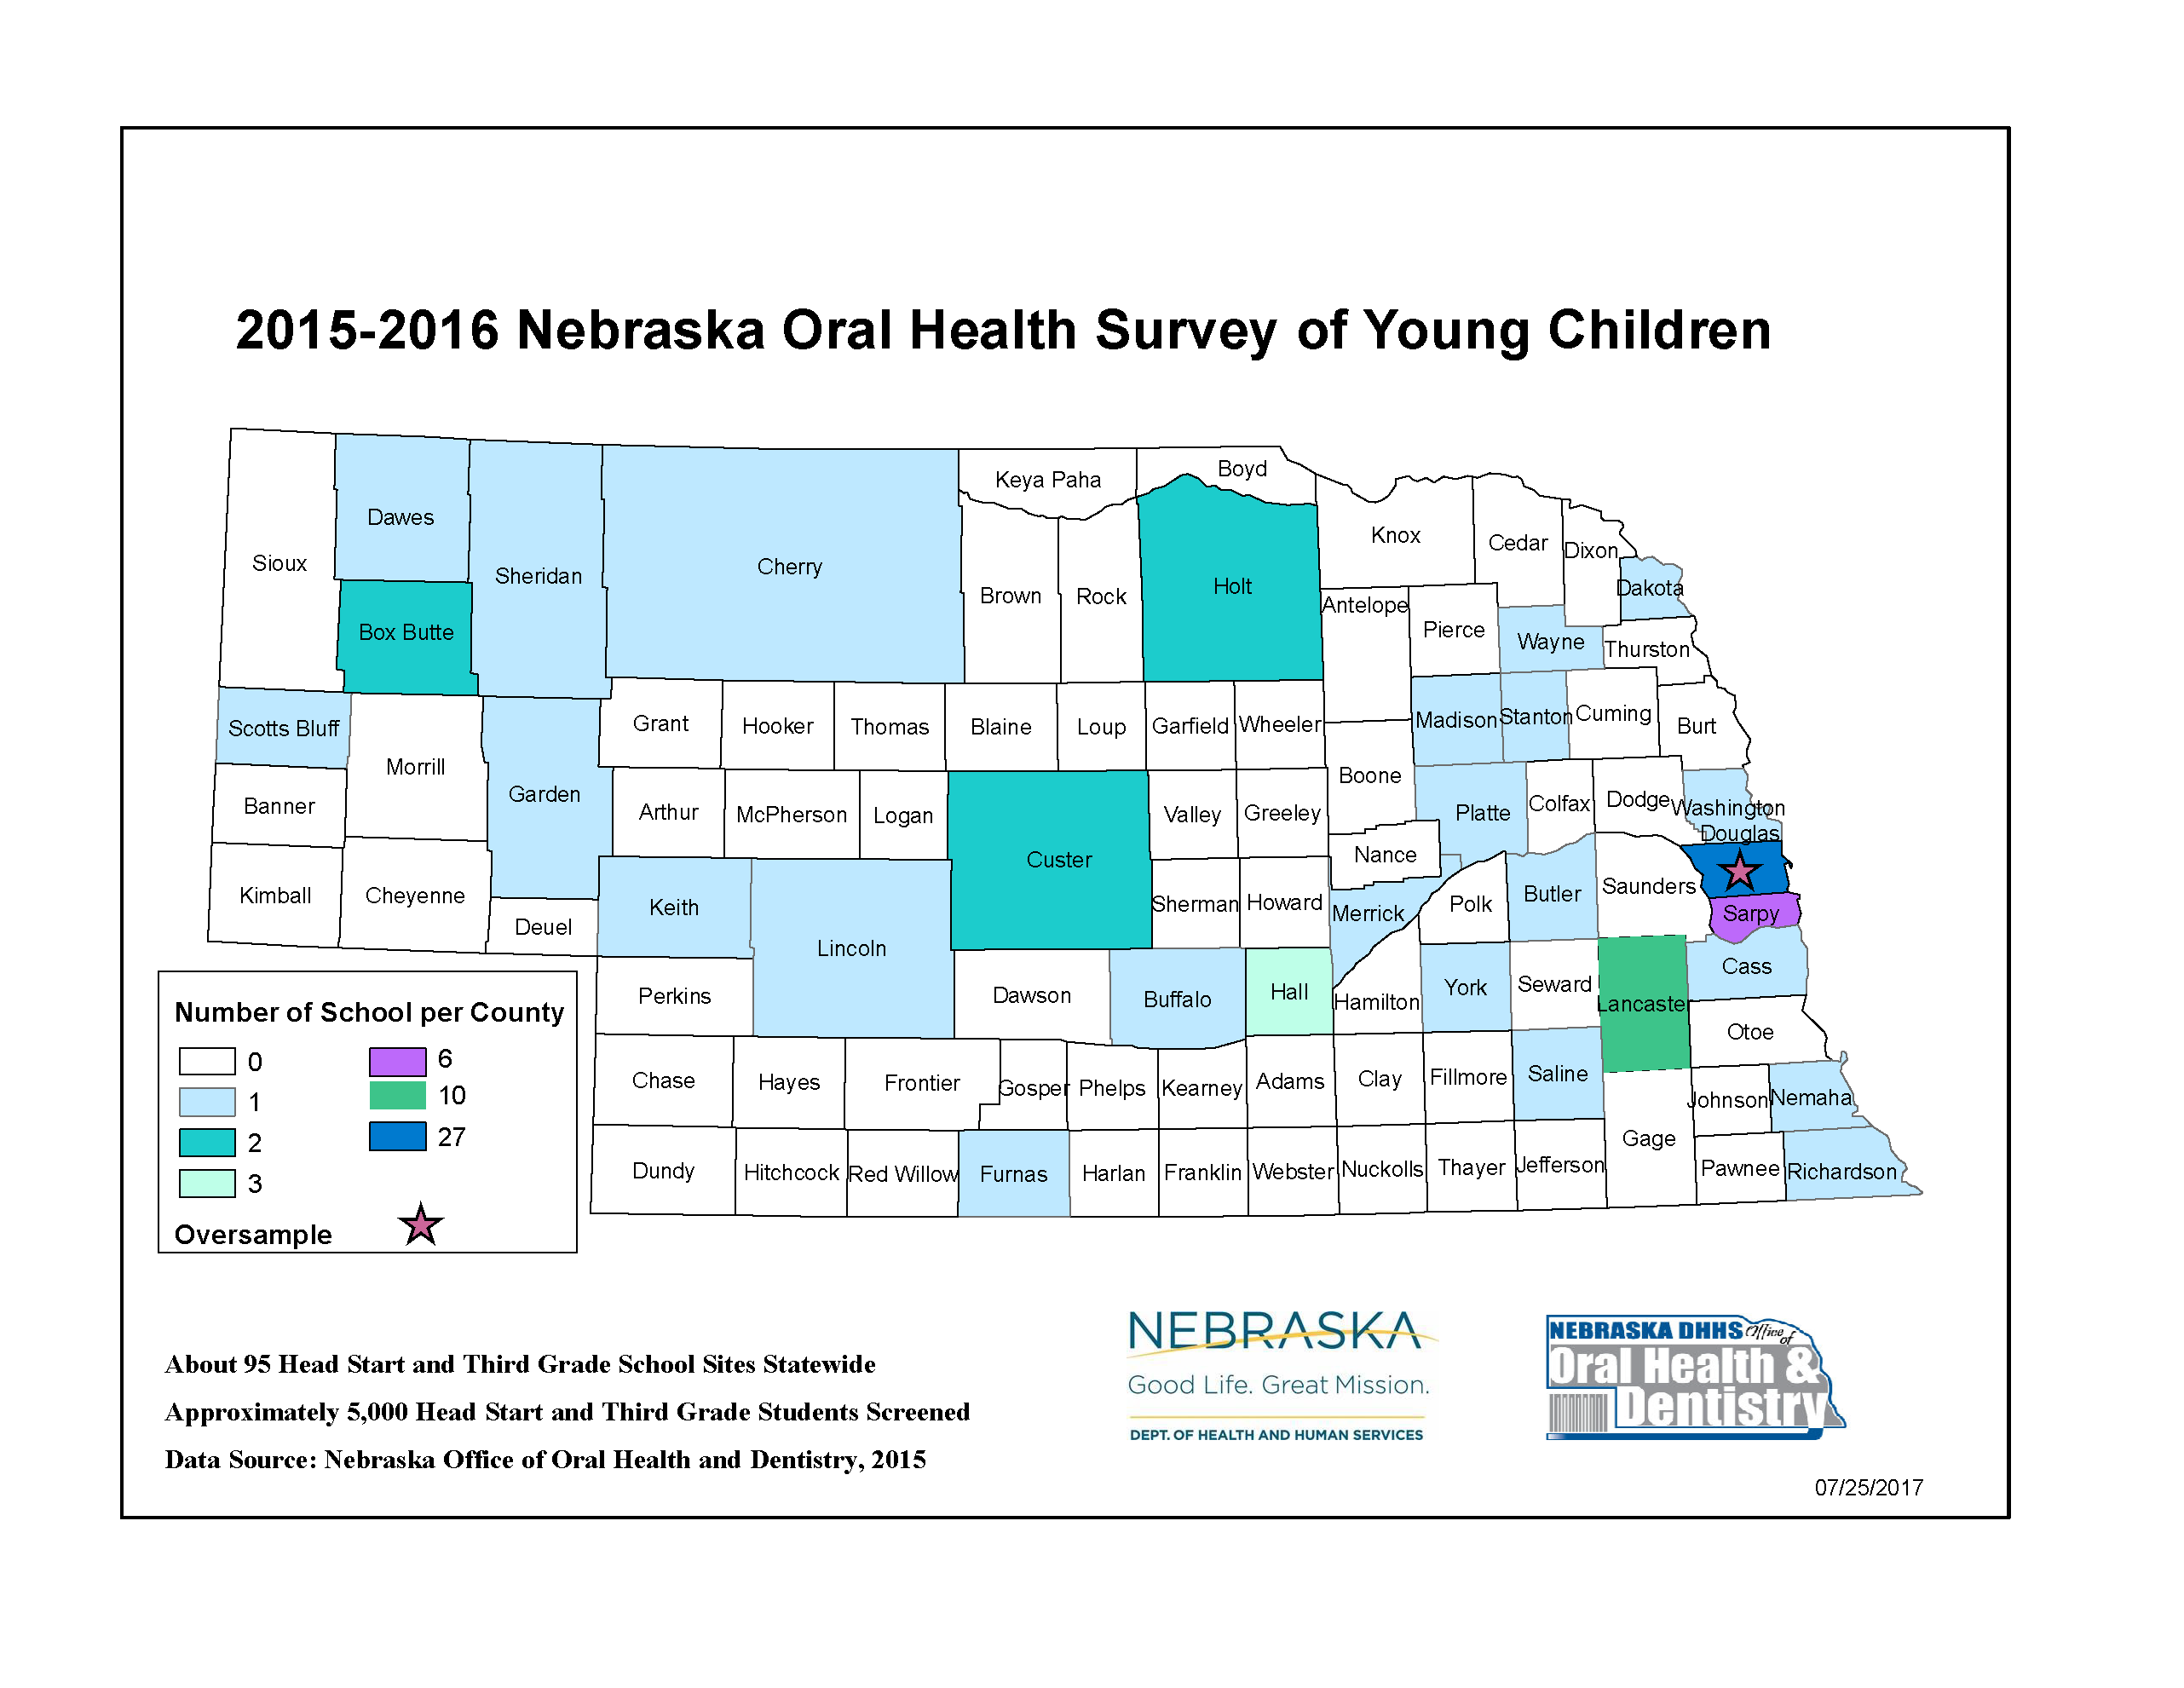 2015-2016 Nebraska Oral Health Survey of Young Children
Boyd
Keya Paha
Dawes
Knox
Cedar
Dixon
Sioux
Sheridan
Cherry
Holt
Dakota
Brown
Rock
Antelope
Box Butte
Pierce
Wayne
Thurston
Scotts Bluff
Grant
Hooker
Thomas
Blaine
Loup
Garfield
Wheeler
Madison
Stanton
Cuming
Burt
Morrill
Garden
Boone
Banner
Arthur
McPherson
Logan
Valley
Greeley
Platte
Colfax
Dodge
Washington
Douglas
Custer
Nance
Kimball
Cheyenne
Keith
Sherman
Howard
Merrick
Polk
Butler
Saunders
Sarpy
Deuel
Lincoln
Cass
Perkins
Dawson
Buffalo
Hall
Hamilton
York
Seward
Lancaster
Otoe
Chase
Hayes
Frontier
Gosper
Phelps
Kearney
Adams
Clay
Fillmore
Saline
Johnson
Nemaha
Gage
Dundy
Hitchcock
Red Willow
Furnas
Harlan
Franklin
Webster
Nuckolls
Thayer
Jefferson
Pawnee
Richardson
Number of School per County
0
6
1
10
2
27
3
Oversample
About 95 Head Start and Third Grade School Sites Statewide
Approximately 5,000 Head Start and Third Grade Students Screened
Data Source: Nebraska Office of Oral Health and Dentistry, 2015
NEBRASKA
Good Life. Great Mission.
DEPT. OF HEALTH AND HUMAN SERVICES
NEBRASKA DHHS Office of
Oral Health &
Dentistry
07/25/2017